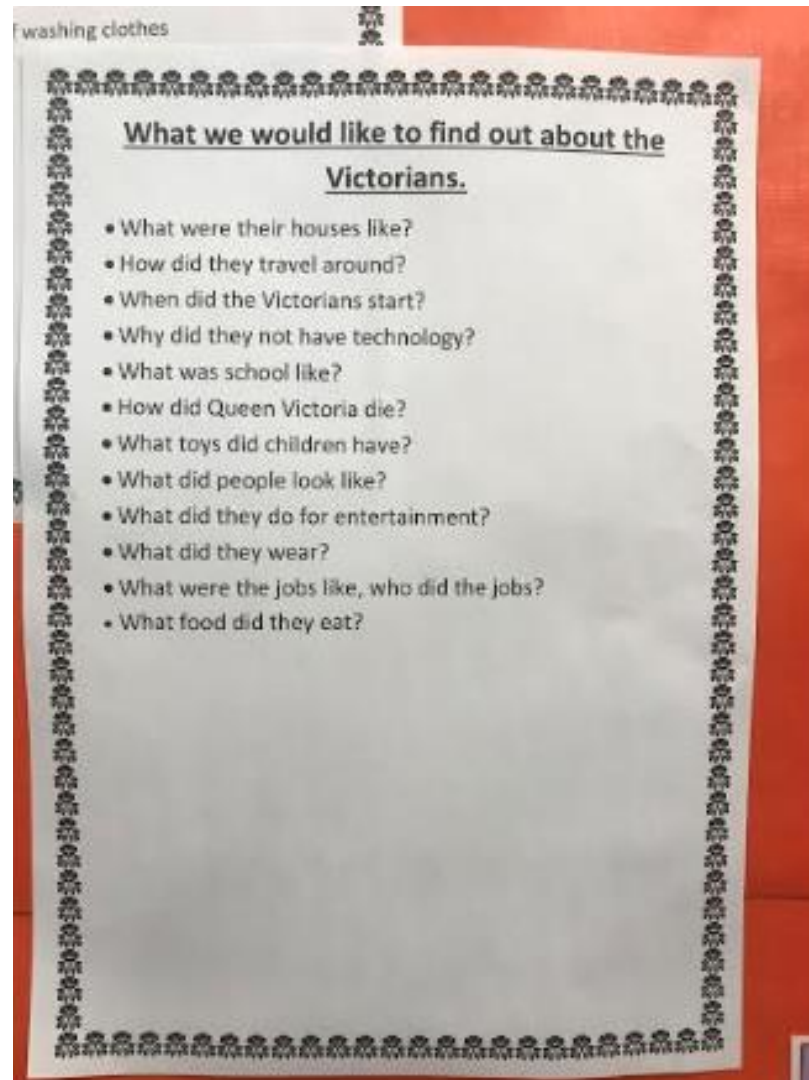 washing clothes
What we would like to find out about the
Victorians.
• What were their houses like?
• How did they travel around?
• When did the Victorians start?
• Why did they not have technology?
• What was school like?
• How did Queen Victoria die?
• What toys did children have?
• What did people look like?
• What did they do for entertainment?
• What did they wear?
• What were the jobs like, who did the jobs?
• What food did they eat?